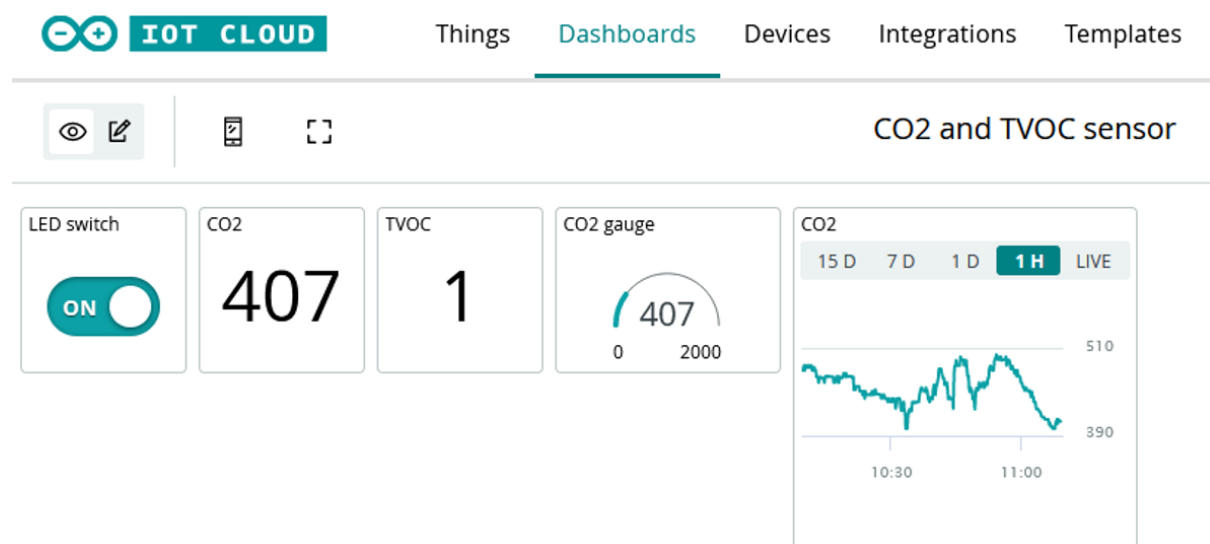 IOT CLOUD Things Dashboards Devices Integrations Templates
CO2 and TVOC sensor
LED switch
ON
CO2
407
TVOC
1
CO2 gauge
407
0 2000
CO2
15 D 7 D 1 D 1 H LIVE
510
390
10:30 11:00